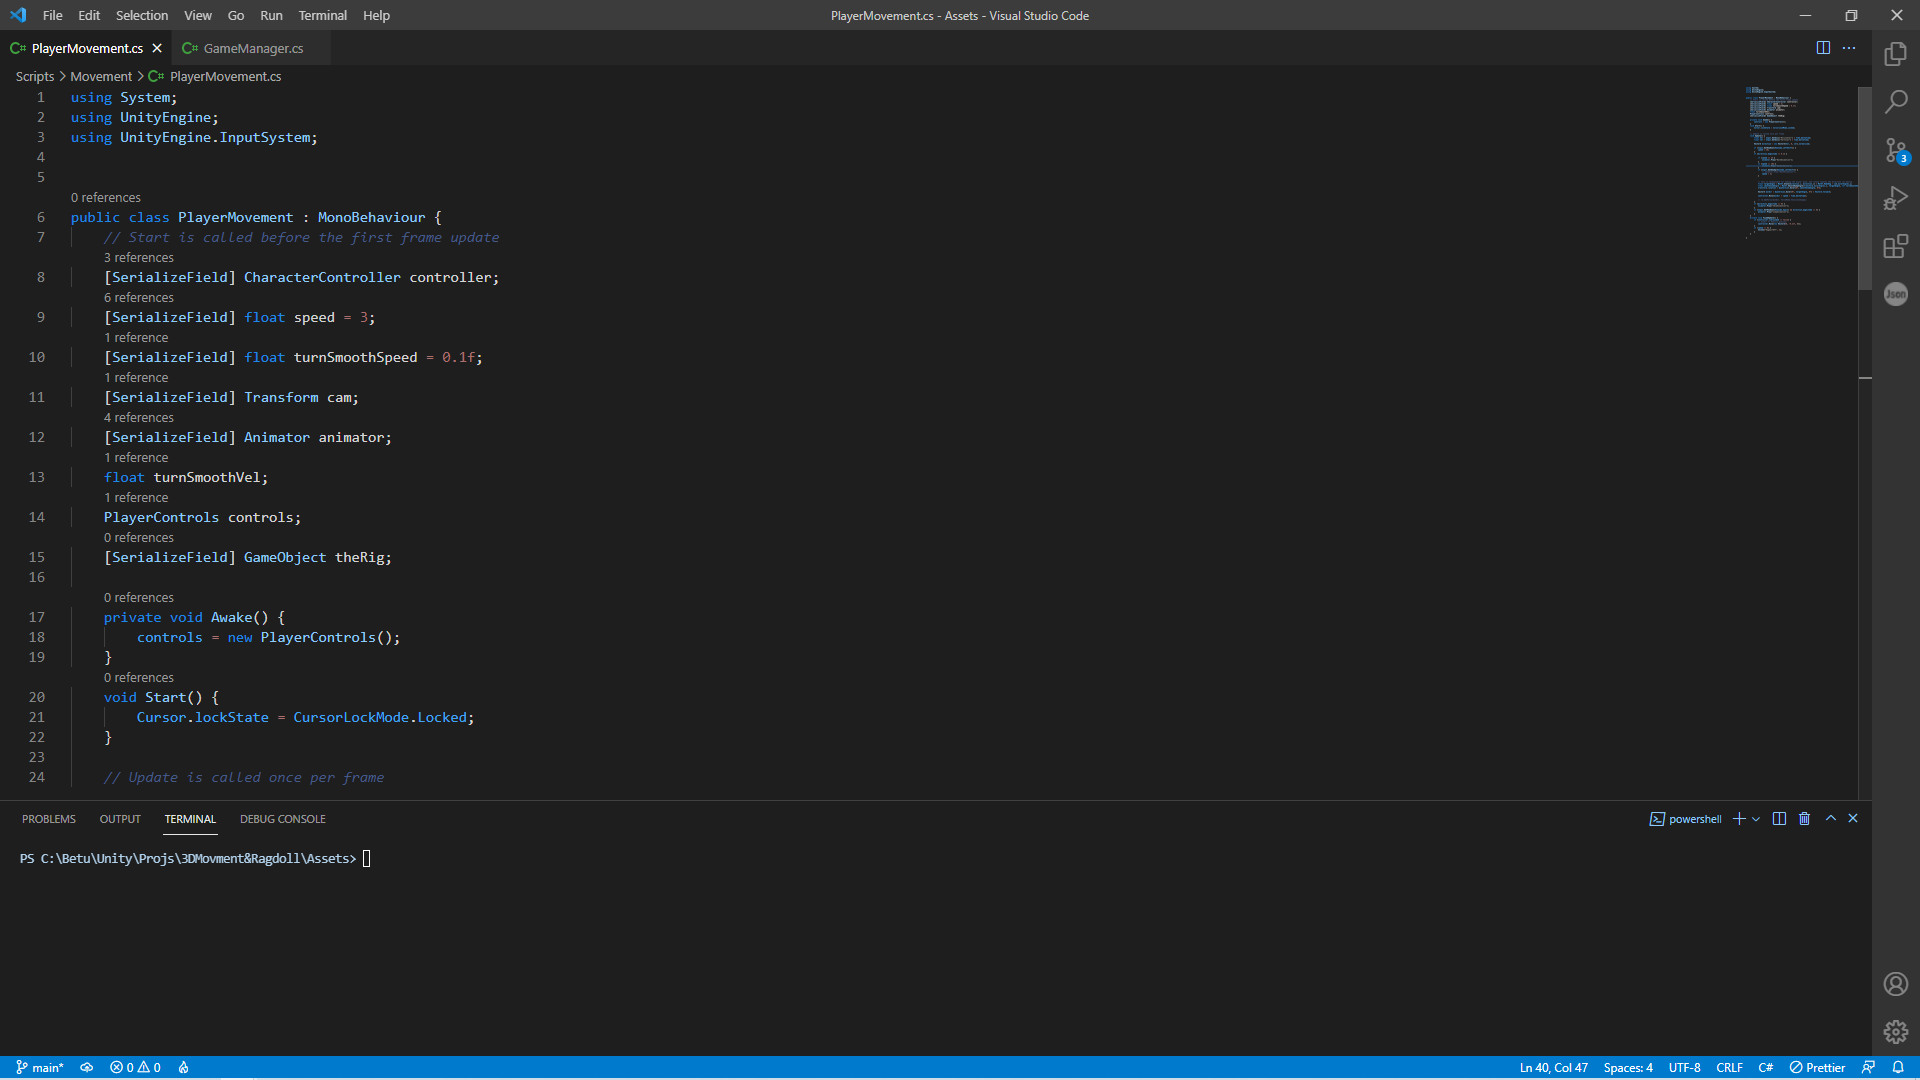 File Edit Selection View Go Run Terminal Help PlayerMovement.cs - Assets - Visual Studio Code
C# PlayerMovement.cs C# GameManager.cs
Scripts > Movement > C# PlayerMovement.cs
1 using System;
2 using UnityEngine;
3 using UnityEngine.InputSystem;
4
5
0 references
6 public class PlayerMovement : MonoBehaviour {
7 // Start is called before the first frame update
3 references
8 [SerializeField] CharacterController controller;
6 references
9 [SerializeField] float speed = 3;
1 reference
10 [SerializeField] float turnSmoothSpeed = 0.1f;
1 reference
11 [SerializeField] Transform cam;
4 references
12 [SerializeField] Animator animator;
1 reference
13 float turnSmoothVel;
1 reference
14 PlayerControls controls;
0 references
15 [SerializeField] GameObject theRig;
16
0 references
17 private void Awake() {
18 controls = new PlayerControls();
19 }
0 references
20 void Start() {
21 Cursor.lockState = CursorLockMode.Locked;
22 }
23
24 // Update is called once per frame
3
Json
PROBLEMS OUTPUT TERMINAL DEBUG CONSOLE powershell
PS C:\Betu\Unity\Projs\3DMovment&Ragdoll\Assets>
main* 0 0 Ln 40, Col 47 Spaces: 4 UTF-8 CRLF C# Prettier